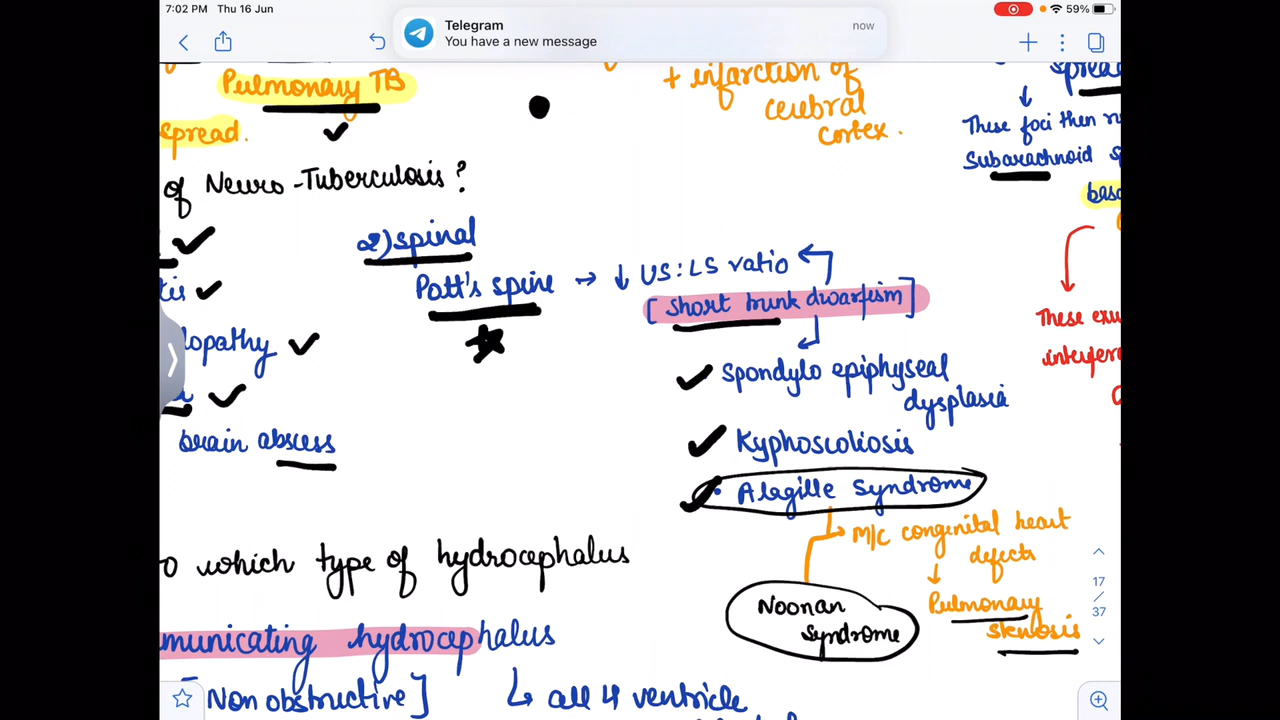 7:02 PM Thu 16 Jun
59%
Telegram
now
You have a new message
Pulmonary TB
spread.
+ infarction of
cerebral
cortex.
spread
These foci then
Subarachnoid
of Neuro-Tuberculosis?
2) spinal
Pott's spine → ↓ US:LS ratio
[short trunk dwarfism]
Spondylo epiphyseal
dysplasia
Kyphoscoliosis
• Alagille Syndrome
M/C congenital heart
defects
Pulmonary
stenosis
Noonan
Syndrome
brain abscess
These
which type of hydrocephalus
municating hydrocephalus
[Non obstructive] ↳ all 4 ventricle
17
/
37